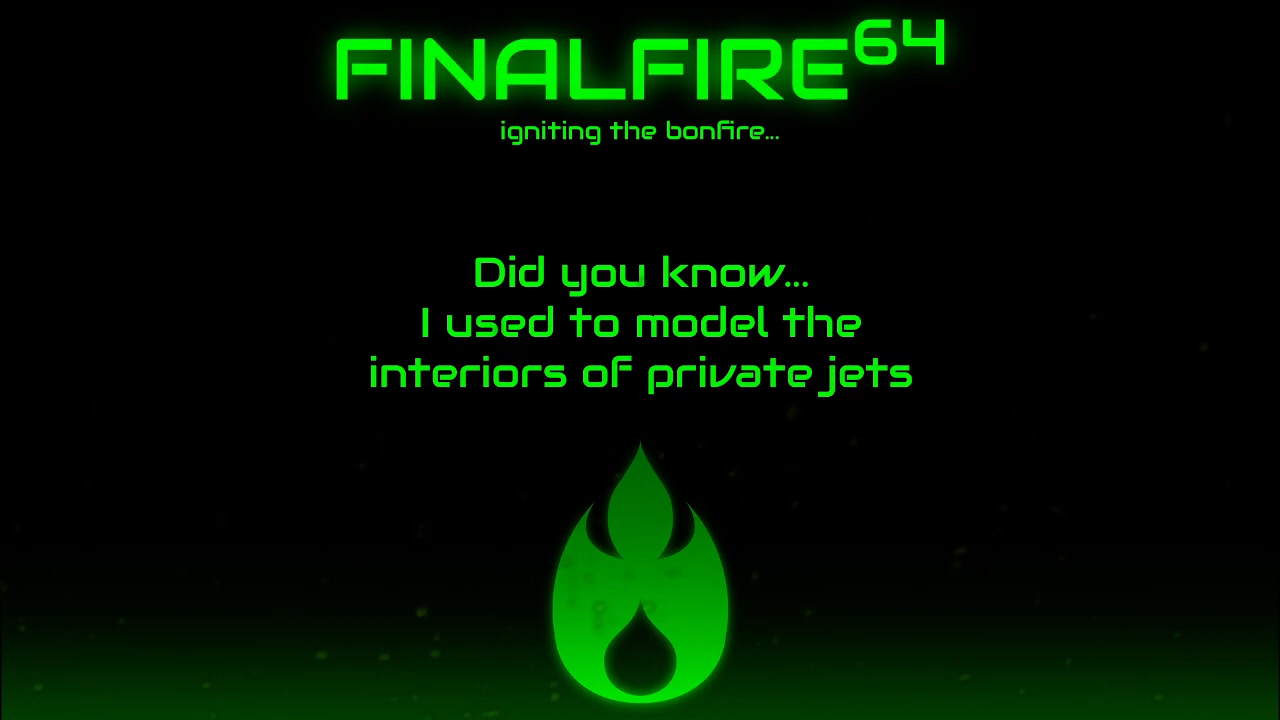 FINALFIRE64
igniting the bonfire...
Did you know...
I used to model the
interiors of private jets